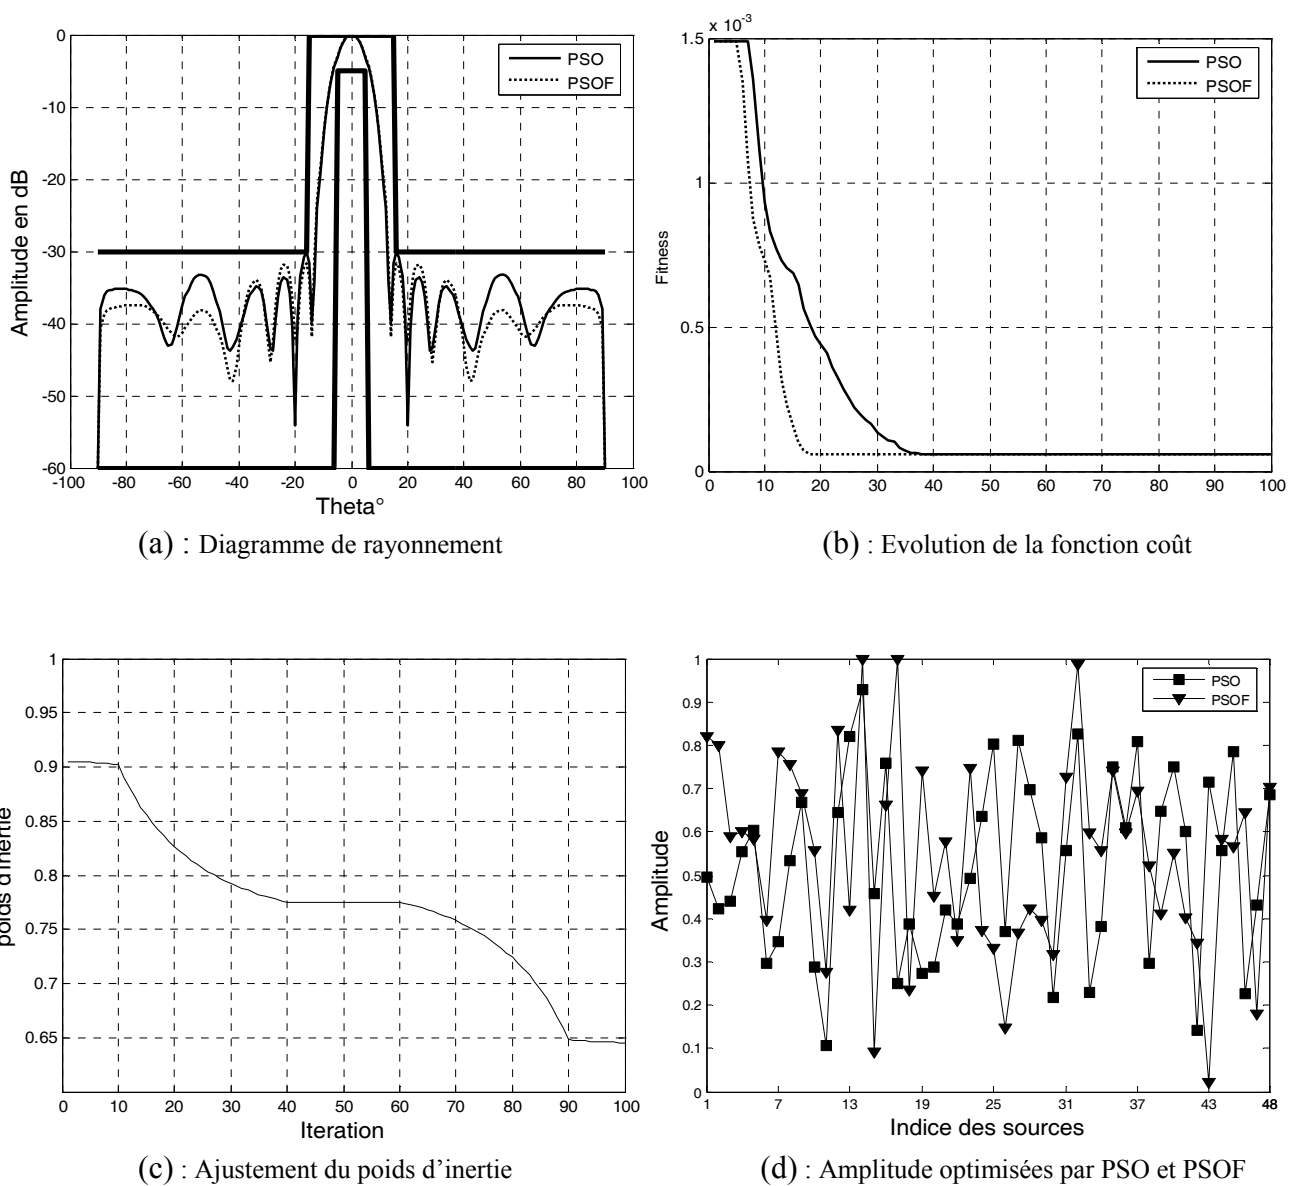 0
-10
-20
-30
-40
-50
-60
-100 -80 -60 -40 -20 0 20 40 60 80 100
Amplitude en dB
Theta°
PSO
PSOF
(a) : Diagramme de rayonnement
x 10-3
1.5
1
0.5
0
0 10 20 30 40 50 60 70 80 90 100
Fitness
PSO
PSOF
(b) : Evolution de la fonction coût
1
0.95
0.9
0.85
0.8
0.75
0.7
0.65
0 10 20 30 40 50 60 70 80 90 100
poids d'inertie
Iteration
(c) : Ajustement du poids d'inertie
1
0.9
0.8
0.7
0.6
0.5
0.4
0.3
0.2
0.1
0
1 7 13 19 25 31 37 43 48
Amplitude
Indice des sources
PSO
PSOF
(d) : Amplitude optimisées par PSO et PSOF